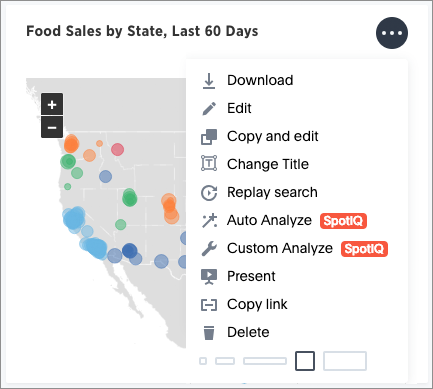 Food Sales by State, Last 60 Days
+
−
Download
Edit
Copy and edit
Change Title
Replay search
Auto Analyze SpotIQ
Custom Analyze SpotIQ
Present
Copy link
Delete